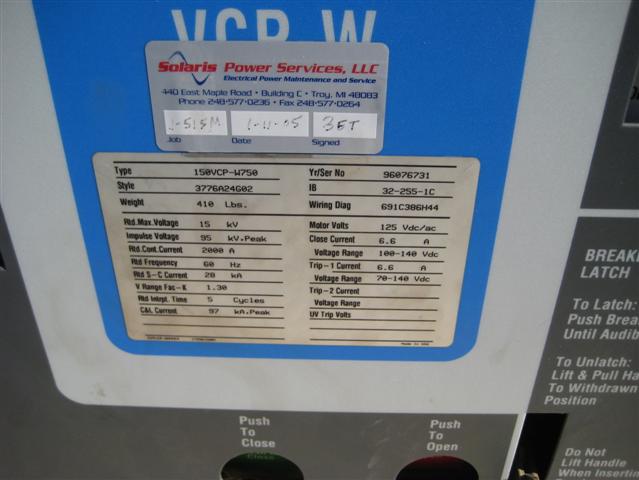 VCP-W
Solaris Power Services, LLC
Electrical Power Maintenance and Service
440 East Maple Road • Building C • Troy, MI 48083
Phone 248-577-0236 • Fax 248-577-0264
1-11-05
Job Date Signed
Type 150VCP-W750
Style 3776A24G02
Weight 410 Lbs.
Rtd.Max.Voltage 15 kV
Impulse Voltage 95 kV.Peak
Rtd.Cont.Current 2000 A
Rtd Frequency 60 Hz
Rtd S-C Current 28 kA
V Range Fac-K 1.30
Rtd Intrpt. Time 5 Cycles
C&L Current 97 kA.Peak
Yr/Ser No 96076731
IB 32-255-1C
Wiring Diag 691C386H44
Motor Volts 125 Vdc/ac
Close Current 6.6 A
Voltage Range 100-140 Vdc
Trip-1 Current 6.6 A
Voltage Range 70-140 Vdc
Trip-2 Current
Voltage Range
UV Trip Volts
Push
To
Close
Push
To
Open
BREAK
LATCH
To Latch:
Push Brea
Until Audib
To Unlatch:
Lift & Pull Ha
To Withdrawn
Position
Do Not
Lift Handle
When Insertin